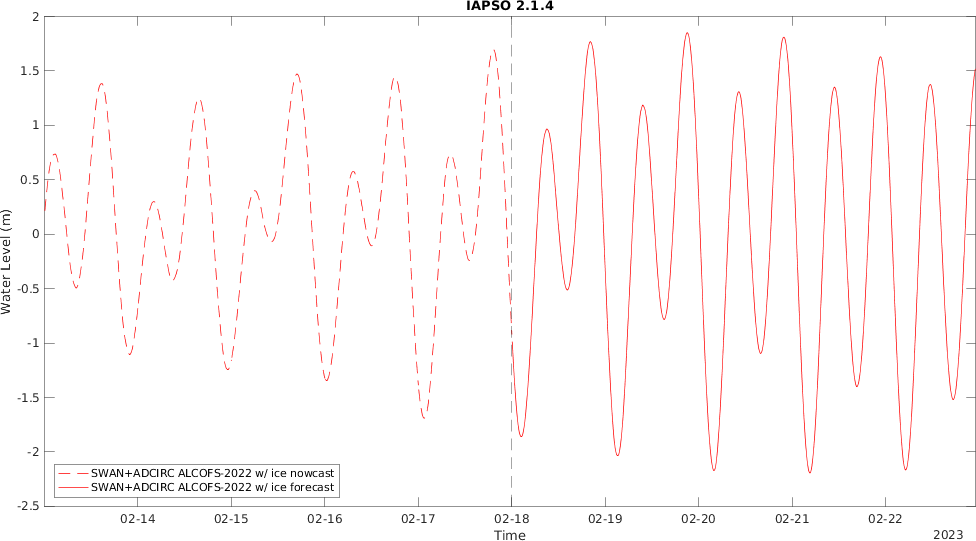 IAPSO 2.1.4
2
1.5
1
0.5
0
-0.5
-1
-1.5
-2
-2.5
Water Level (m)
SWAN+ADCIRC ALCOFS-2022 w/ ice nowcast
SWAN+ADCIRC ALCOFS-2022 w/ ice forecast
02-14 02-15 02-16 02-17 02-18 02-19 02-20 02-21 02-22
Time
2023